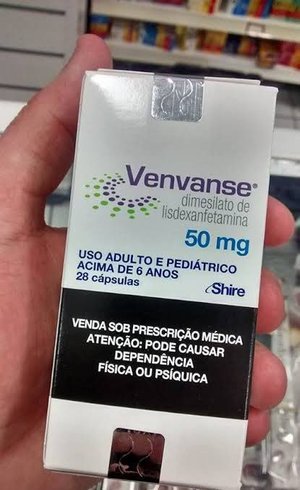 Venvanse®
dimesilato de
lisdexanfetamina
50 mg
USO ADULTO E PEDIÁTRICO
ACIMA DE 6 ANOS
28 cápsulas
Shire
VENDA SOB PRESCRIÇÃO MÉDICA
ATENÇÃO: PODE CAUSAR
DEPENDÊNCIA
FÍSICA OU PSÍQUICA